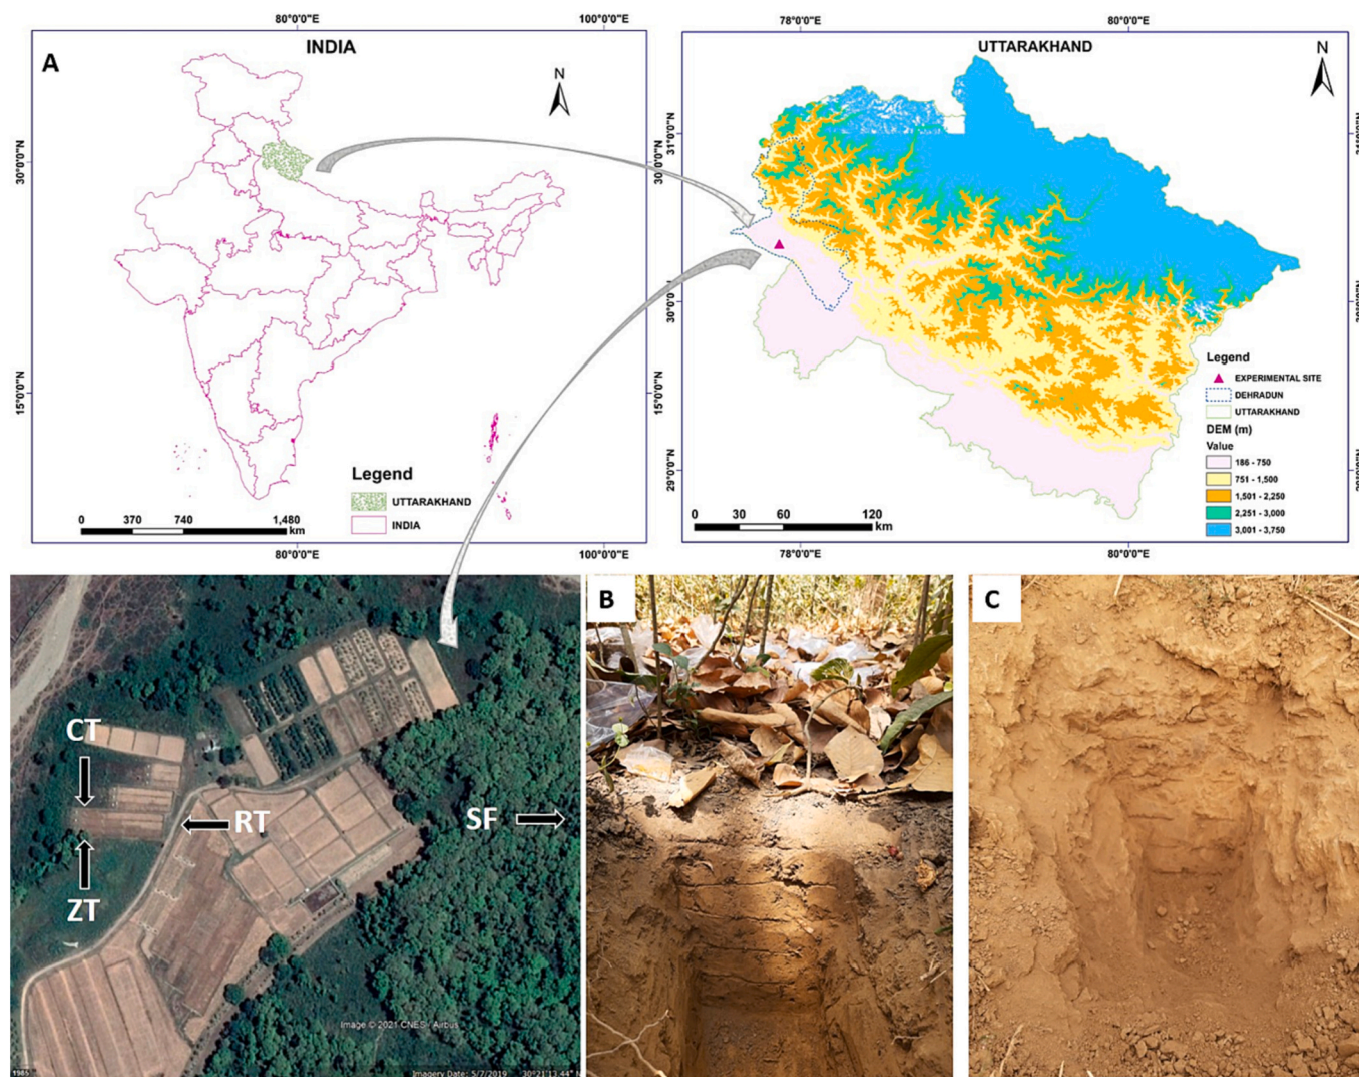 80°0'0"E
100°0'0"E
78°0'0"E
80°0'0"E
A
INDIA
N
UTTARAKHAND
N
30°0'0"N
30°0'0"N
31°0'0"N
30°0'0"N
15°0'0"N
15°0'0"N
29°0'0"N
Legend
UTTARAKHAND
INDIA
0 370 740 1,480
km
Legend
EXPERIMENTAL SITE
DEHRADUN
UTTARAKHAND
DEM (m)
Value
186 - 750
751 - 1,500
1,501 - 2,250
2,251 - 3,000
3,001 - 3,750
0 30 60 120
km
80°0'0"E
100°0'0"E
78°0'0"E
80°0'0"E
CT
RT
ZT
SF
Image © 2021 CNES / Airbus
1985
Imagery Date: 5/7/2019 30°21'13.44"
B
C